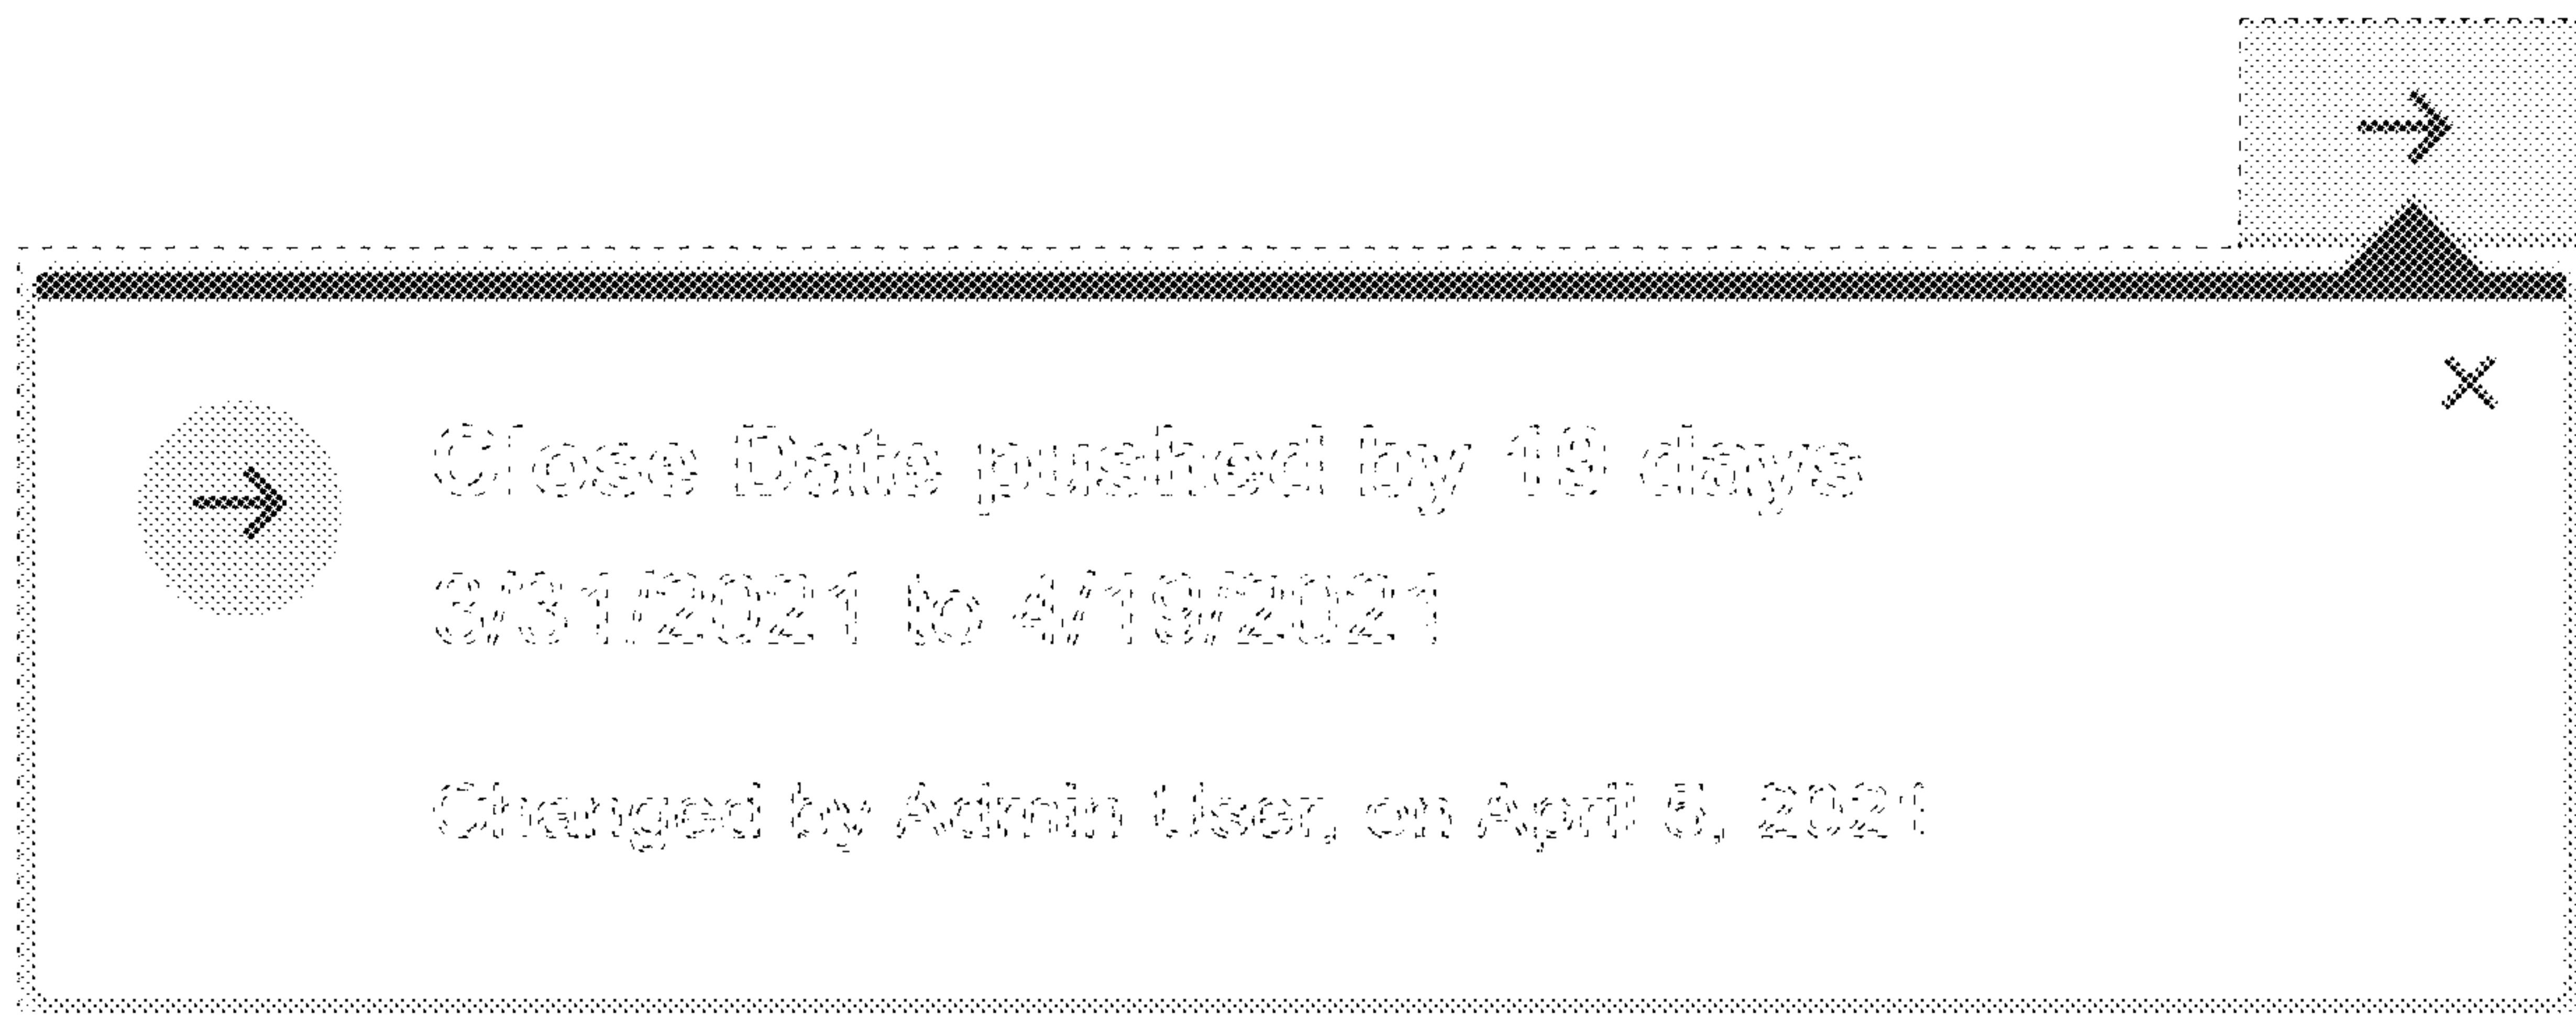 Close Date pushed by 19 days
3/31/2021 to 4/19/2021
Changed by Admin User, on April 5, 2021